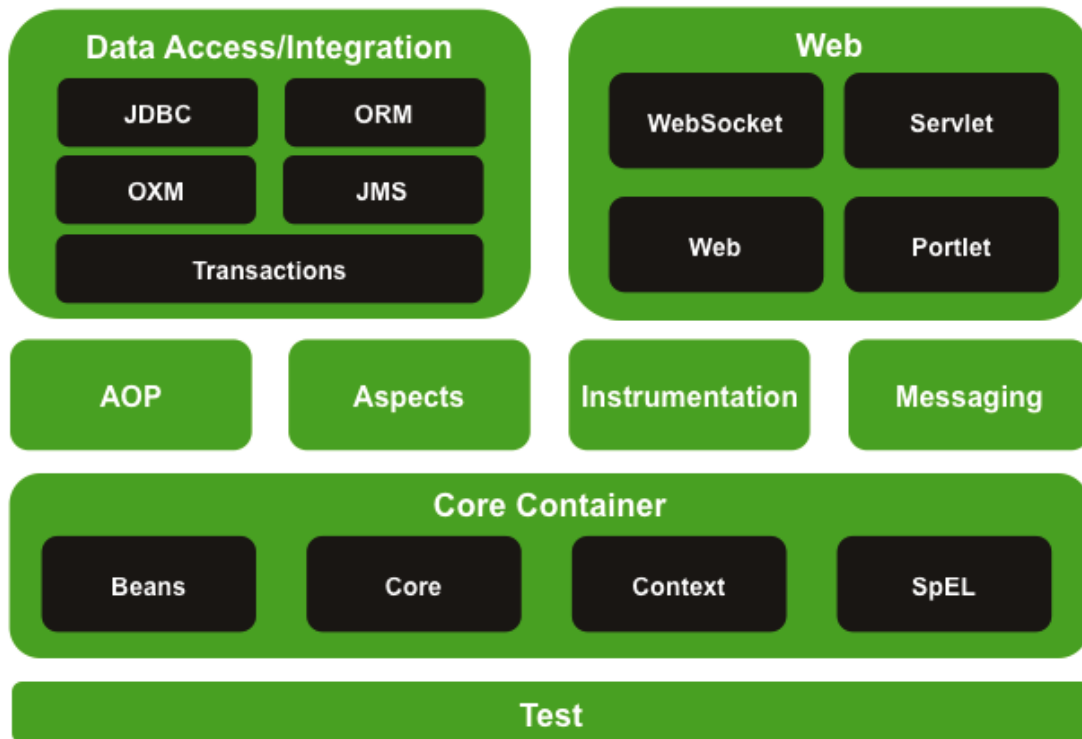 Data Access/Integration
JDBC
ORM
OXM
JMS
Transactions
Web
WebSocket
Servlet
Web
Portlet
AOP
Aspects
Instrumentation
Messaging
Core Container
Beans
Core
Context
SpEL
Test